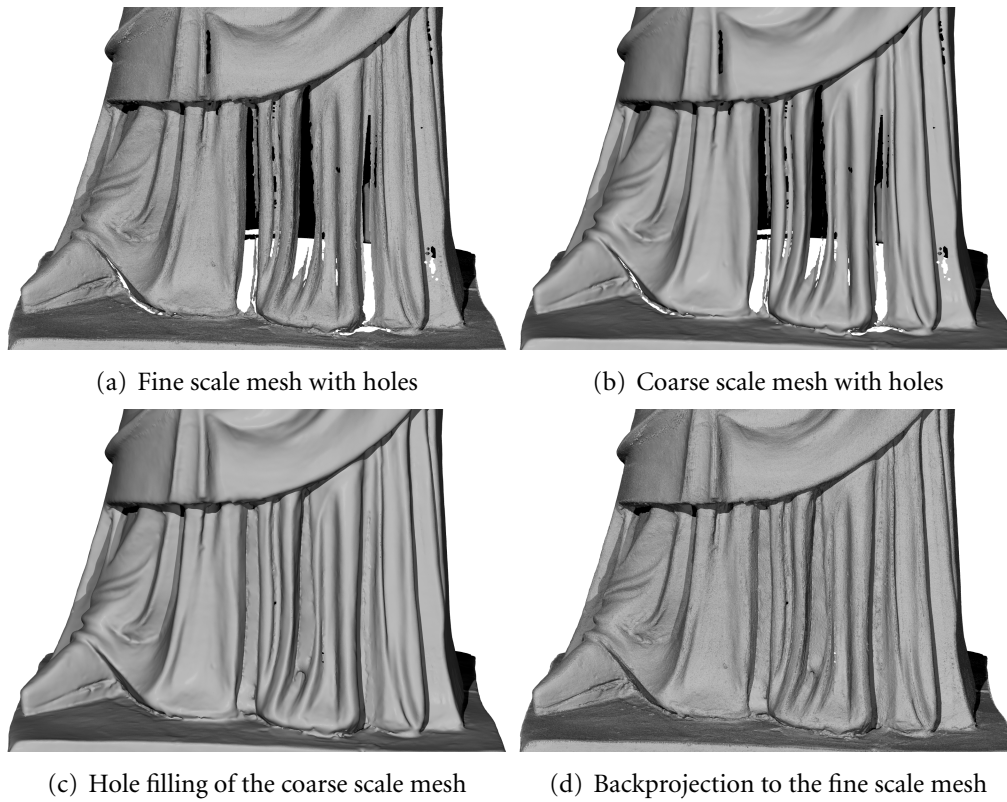 (a) Fine scale mesh with holes
(b) Coarse scale mesh with holes
(c) Hole filling of the coarse scale mesh
(d) Backprojection to the fine scale mesh